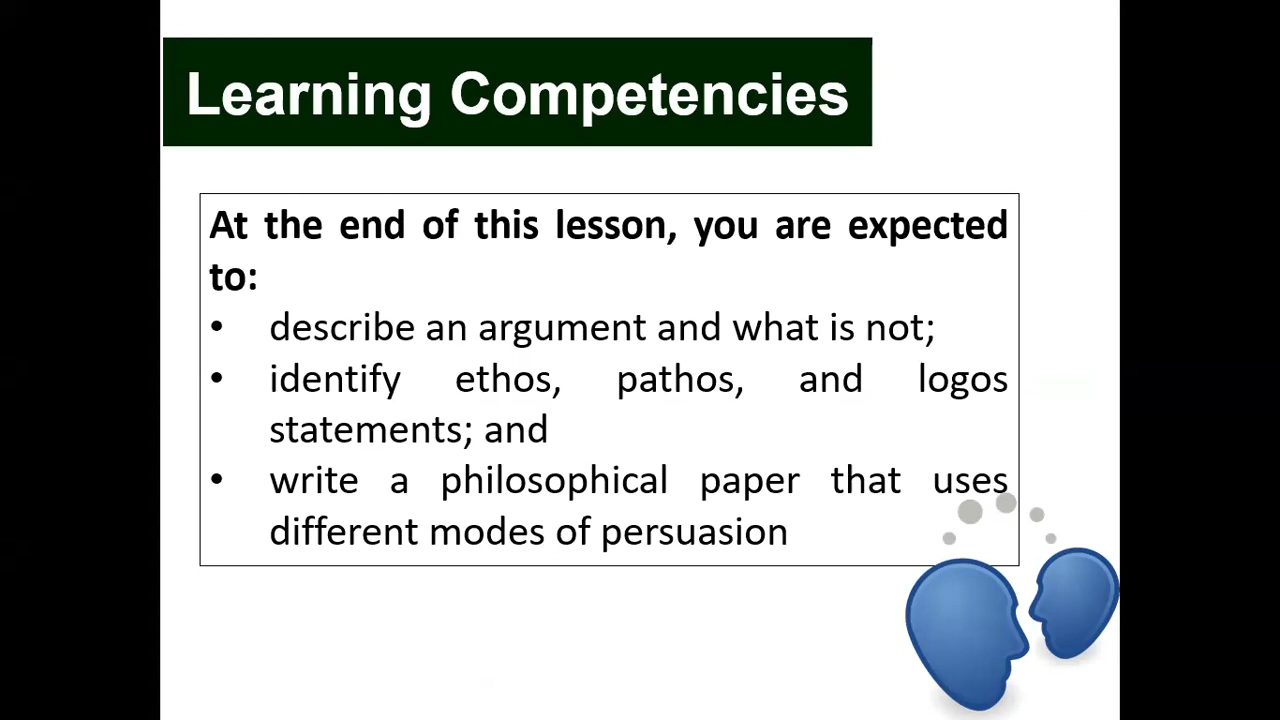 Learning Competencies
At the end of this lesson, you are expected
to:
• describe an argument and what is not;
• identify ethos, pathos, and logos
statements; and
• write a philosophical paper that uses
different modes of persuasion